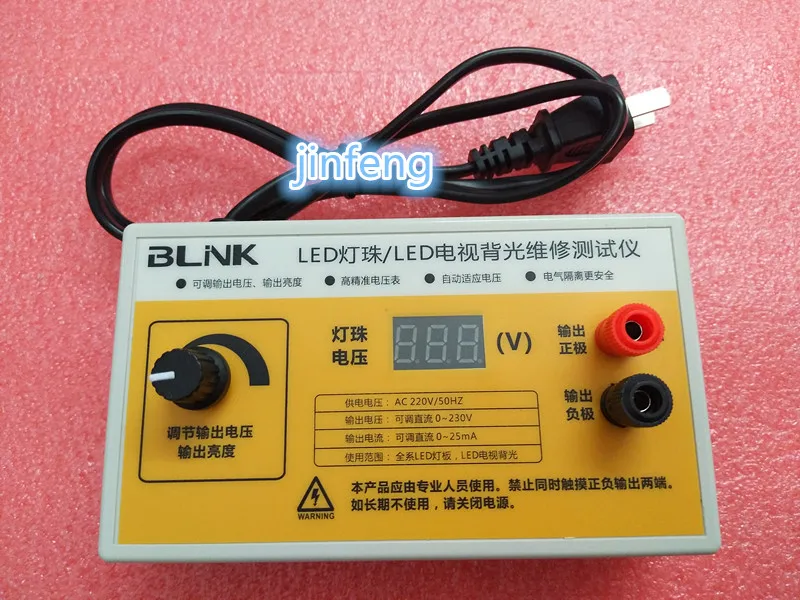 jinfeng
BLiNK LED灯珠/LED电视背光维修测试仪
● 可调输出电压、输出亮度 ● 高精准电压表 ● 自动适应电压 ● 电气隔离更安全
灯珠
电压
(V)
输出
正极
输出
负极
调节输出电压
输出亮度
供电电压： AC 220V/50HZ
输出电压： 可调直流 0~230V
输出电流： 可调直流 0~25mA
使用范围： 全系LED灯板，LED电视背光
WARNING
本产品应由专业人员使用。禁止同时触摸正负输出两端。
如长期不使用，请关闭电源。